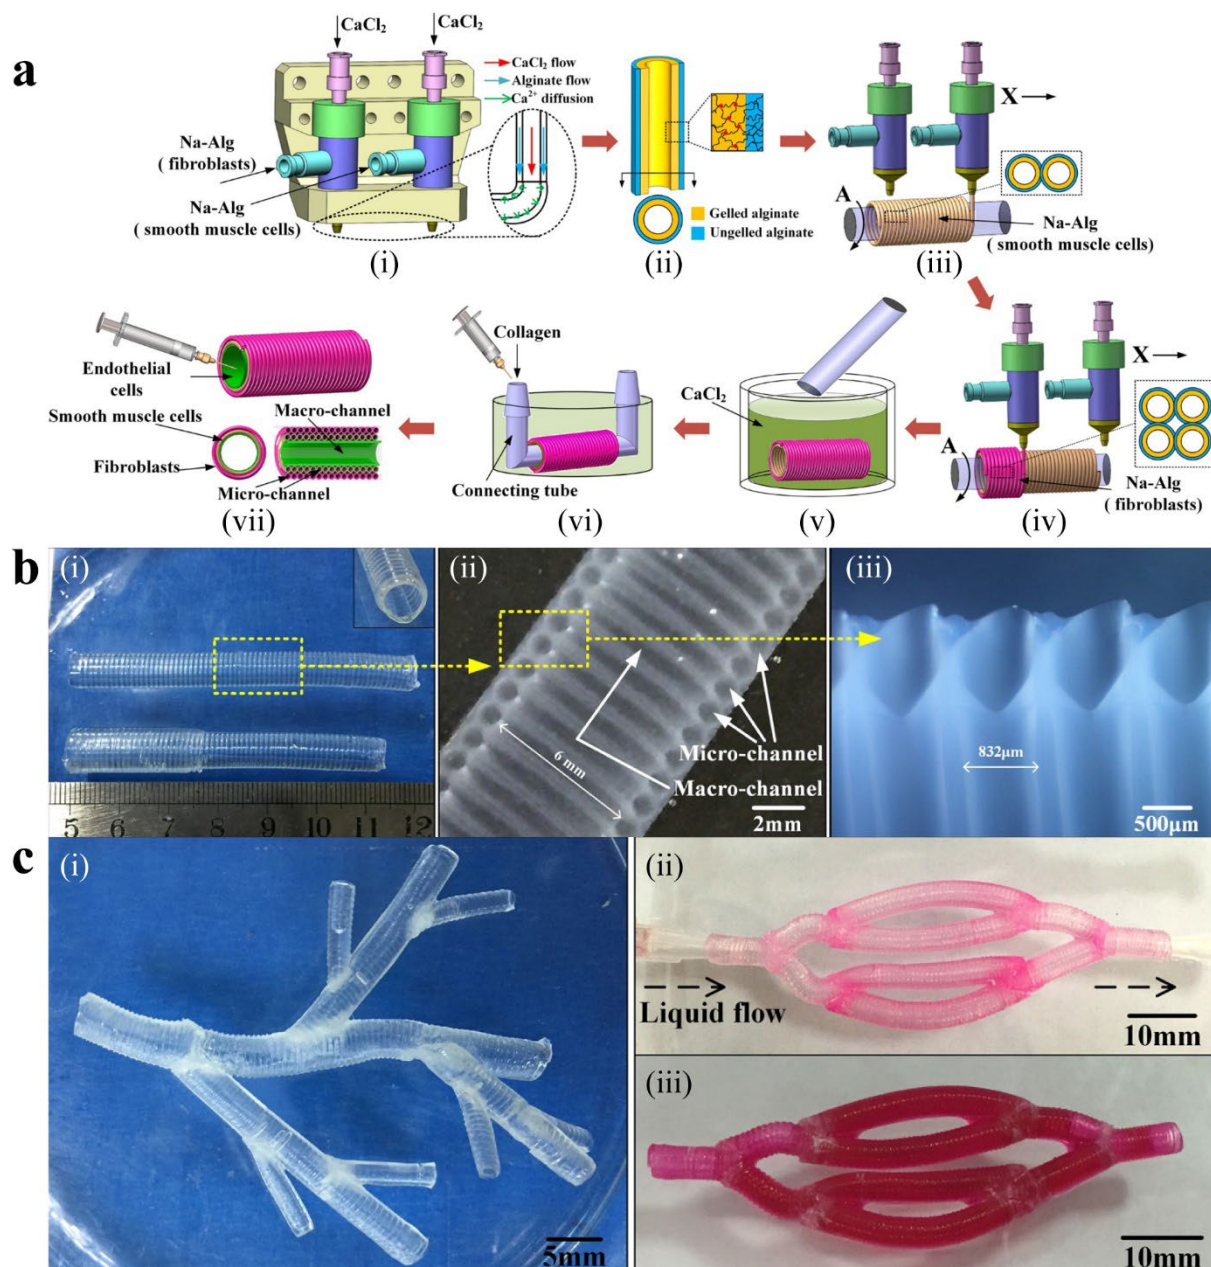 a
CaCl2
CaCl2
CaCl2 flow
Alginate flow
Ca2+ diffusion
Na-Alg
( fibroblasts)
Na-Alg
( smooth muscle cells)
(i)
Gelled alginate
Ungelled alginate
(ii)
X
A
Na-Alg
( smooth muscle cells)
(iii)
X
A
Na-Alg
( fibroblasts)
(iv)
CaCl2
(v)
Collagen
Connecting tube
(vi)
Endothelial
cells
Smooth muscle cells
Macro-channel
Fibroblasts
Micro-channel
(vii)
b
(i)
5 6 7 8 9 10 11 12
(ii)
6 mm
Micro-channel
Macro-channel
2mm
(iii)
832μm
500μm
c
(i)
5mm
(ii)
Liquid flow
10mm
(iii)
10mm